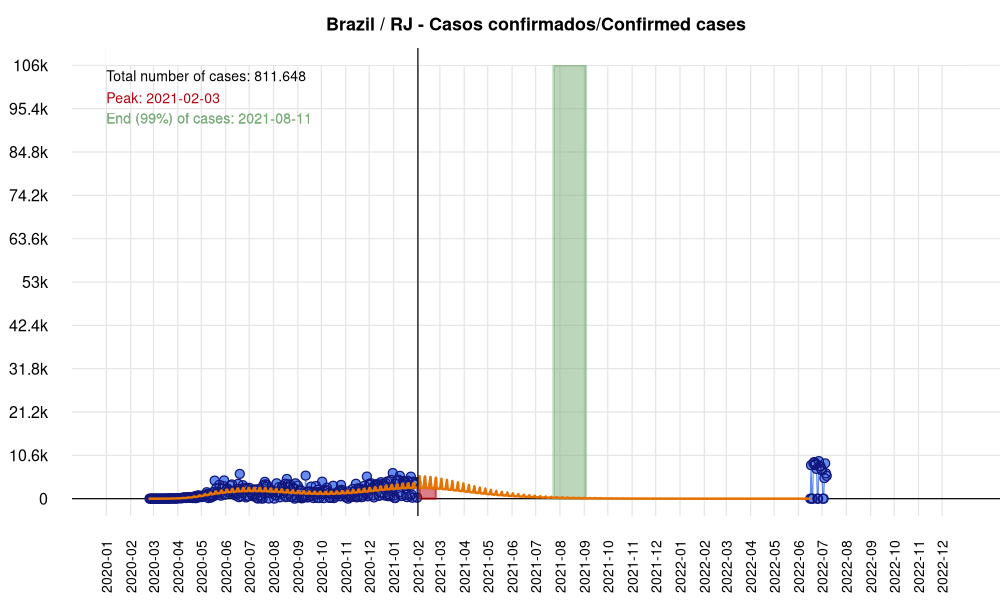 Brazil / RJ - Casos confirmados/Confirmed cases
Total number of cases: 811.648
Peak: 2021-02-03
End (99%) of cases: 2021-08-11
106k
95.4k
84.8k
74.2k
63.6k
53k
42.4k
31.8k
21.2k
10.6k
0
2020-01
2020-02
2020-03
2020-04
2020-05
2020-06
2020-07
2020-08
2020-09
2020-10
2020-11
2020-12
2021-01
2021-02
2021-03
2021-04
2021-05
2021-06
2021-07
2021-08
2021-09
2021-10
2021-11
2021-12
2022-01
2022-02
2022-03
2022-04
2022-05
2022-06
2022-07
2022-08
2022-09
2022-10
2022-11
2022-12